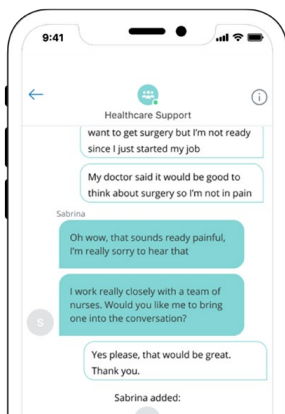 9:41
Healthcare Support
want to get surgery but I'm not ready
since I just started my job
My doctor said it would be good to
think about surgery so I'm not in pain
Sabrina
Oh wow, that sounds ready painful,
I'm really sorry to hear that
I work really closely with a team of
nurses. Would you like me to bring
one into the conversation?
S
Yes please, that would be great.
Thank you.
Sabrina added: